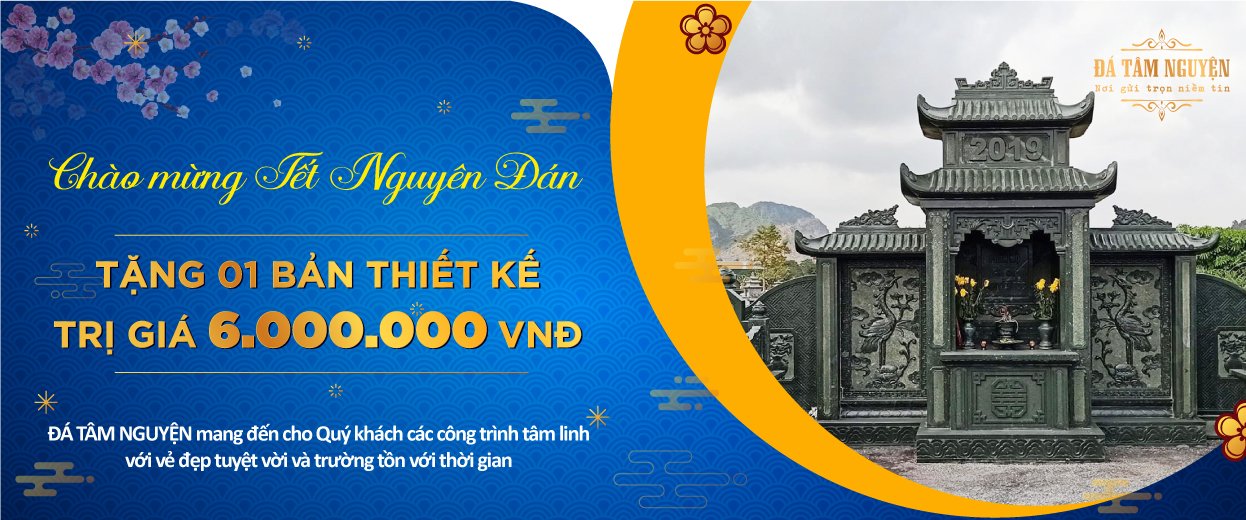 Chào mừng Tết Nguyên Đán
TẶNG 01 BẢN THIẾT KẾ
TRỊ GIÁ 6.000.000 VNĐ
ĐÁ TÂM NGUYỆN mang đến cho Quý khách các công trình tâm linh
với vẻ đẹp tuyệt vời và trường tồn với thời gian
ĐÁ TÂM NGUYỆN
Nơi gửi trọn niềm tin
2019